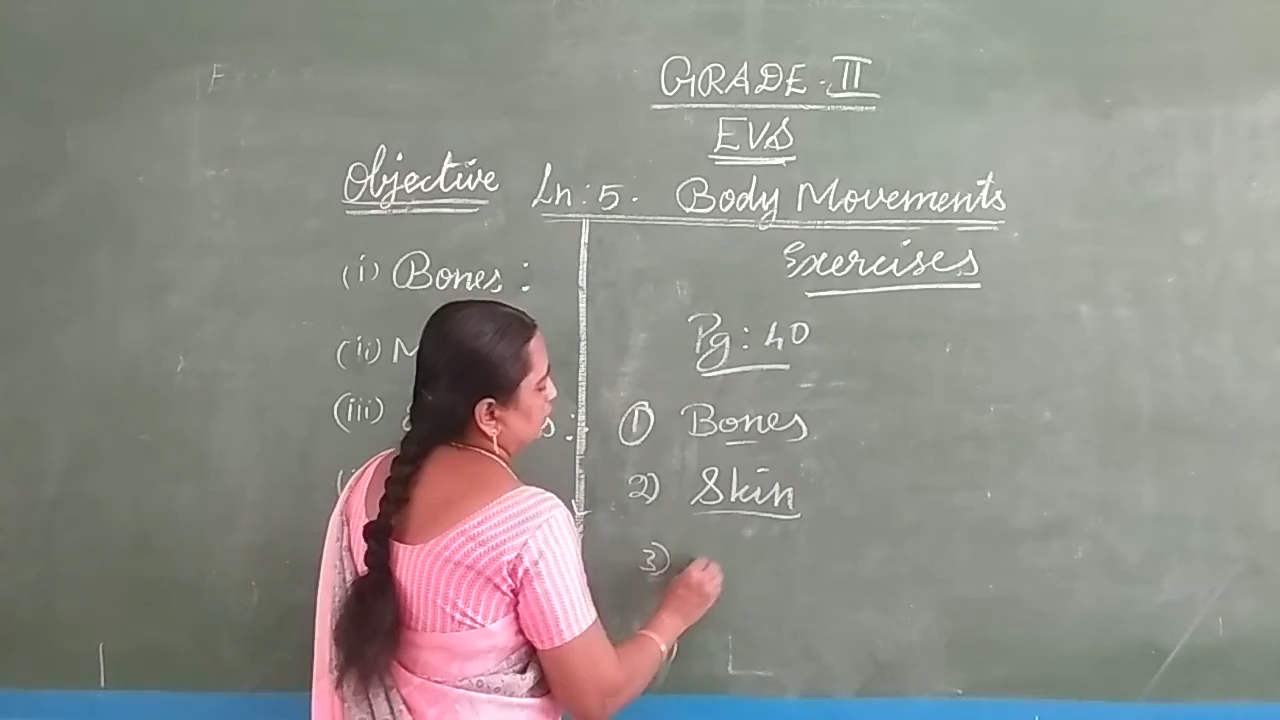 GRADE-II
EVS
Objective Ln:5. Body Movements
Exercises
(i) Bones:
Pg: 40
(ii)
(iii)
① Bones
2) Skin
3)